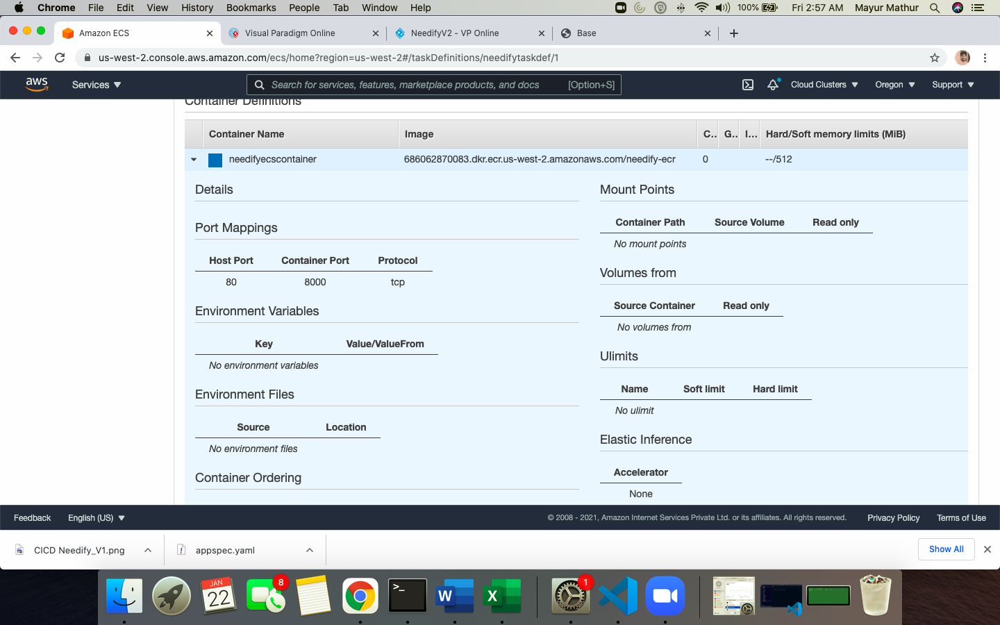 Chrome File Edit View History Bookmarks People Tab Window Help 100% Fri 2:57 AM Mayur Mathur
Amazon ECS Visual Paradigm Online NeedifyV2 - VP Online Base
us-west-2.console.aws.amazon.com/ecs/home?region=us-west-2#/taskDefinitions/needifytaskdef/1
aws Services Search for services, features, marketplace products, and docs [Option+S] Cloud Clusters Oregon Support
Container Definitions
Container Name Image C.. G.. I... Hard/Soft memory limits (MiB)
needifyecscontainer 686062870083.dkr.ecr.us-west-2.amazonaws.com/needify-ecr 0 --/512
Details
Port Mappings
Host Port Container Port Protocol
80 8000 tcp
Environment Variables
Key Value/ValueFrom
No environment variables
Environment Files
Source Location
No environment files
Container Ordering
Mount Points
Container Path Source Volume Read only
No mount points
Volumes from
Source Container Read only
No volumes from
Ulimits
Name Soft limit Hard limit
No ulimit
Elastic Inference
Accelerator
None
Feedback English (US) © 2008 - 2021, Amazon Internet Services Private Ltd. or its affiliates. All rights reserved. Privacy Policy Terms of Use
CICD Needify_V1.png appspec.yaml Show All
JAN
22
8
>_
W
X
1